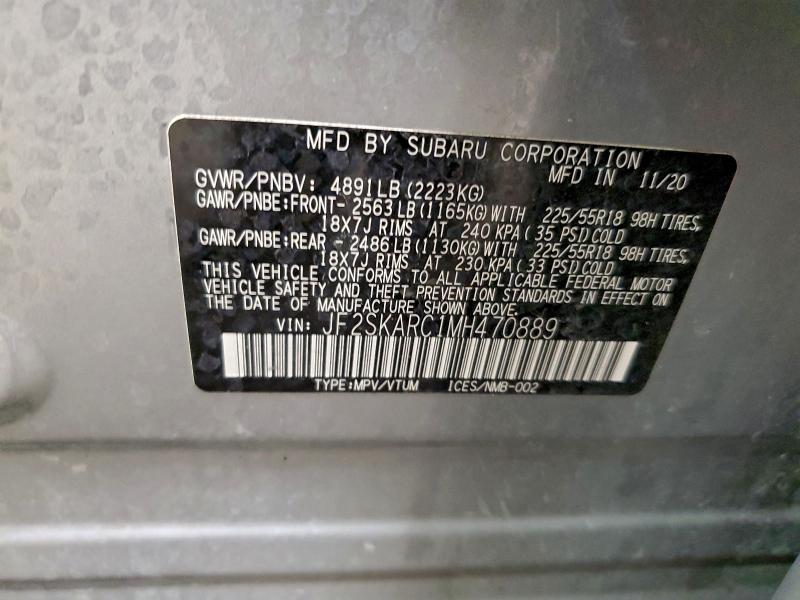 MFD BY SUBARU CORPORATION
GVWR/PNBV: 4891LB(2223KG) MFD IN 11/20
GAWR/PNBE:FRONT- 2563LB(1165KG)WITH 225/55R18 98H TIRES,
18X7J RIMS AT 240 KPA(35 PSI)COLD
GAWR/PNBE:REAR - 2486LB(1130KG)WITH 225/55R18 98H TIRES,
18X7J RIMS AT 230 KPA(33 PSI)COLD
THIS VEHICLE CONFORMS TO ALL APPLICABLE FEDERAL MOTOR
VEHICLE SAFETY AND THEFT PREVENTION STANDARDS IN EFFECT ON
THE DATE OF MANUFACTURE SHOWN ABOVE.
VIN: JF2SKARC1MH470889
TYPE:MPV/VTUM ICES/NMB-002